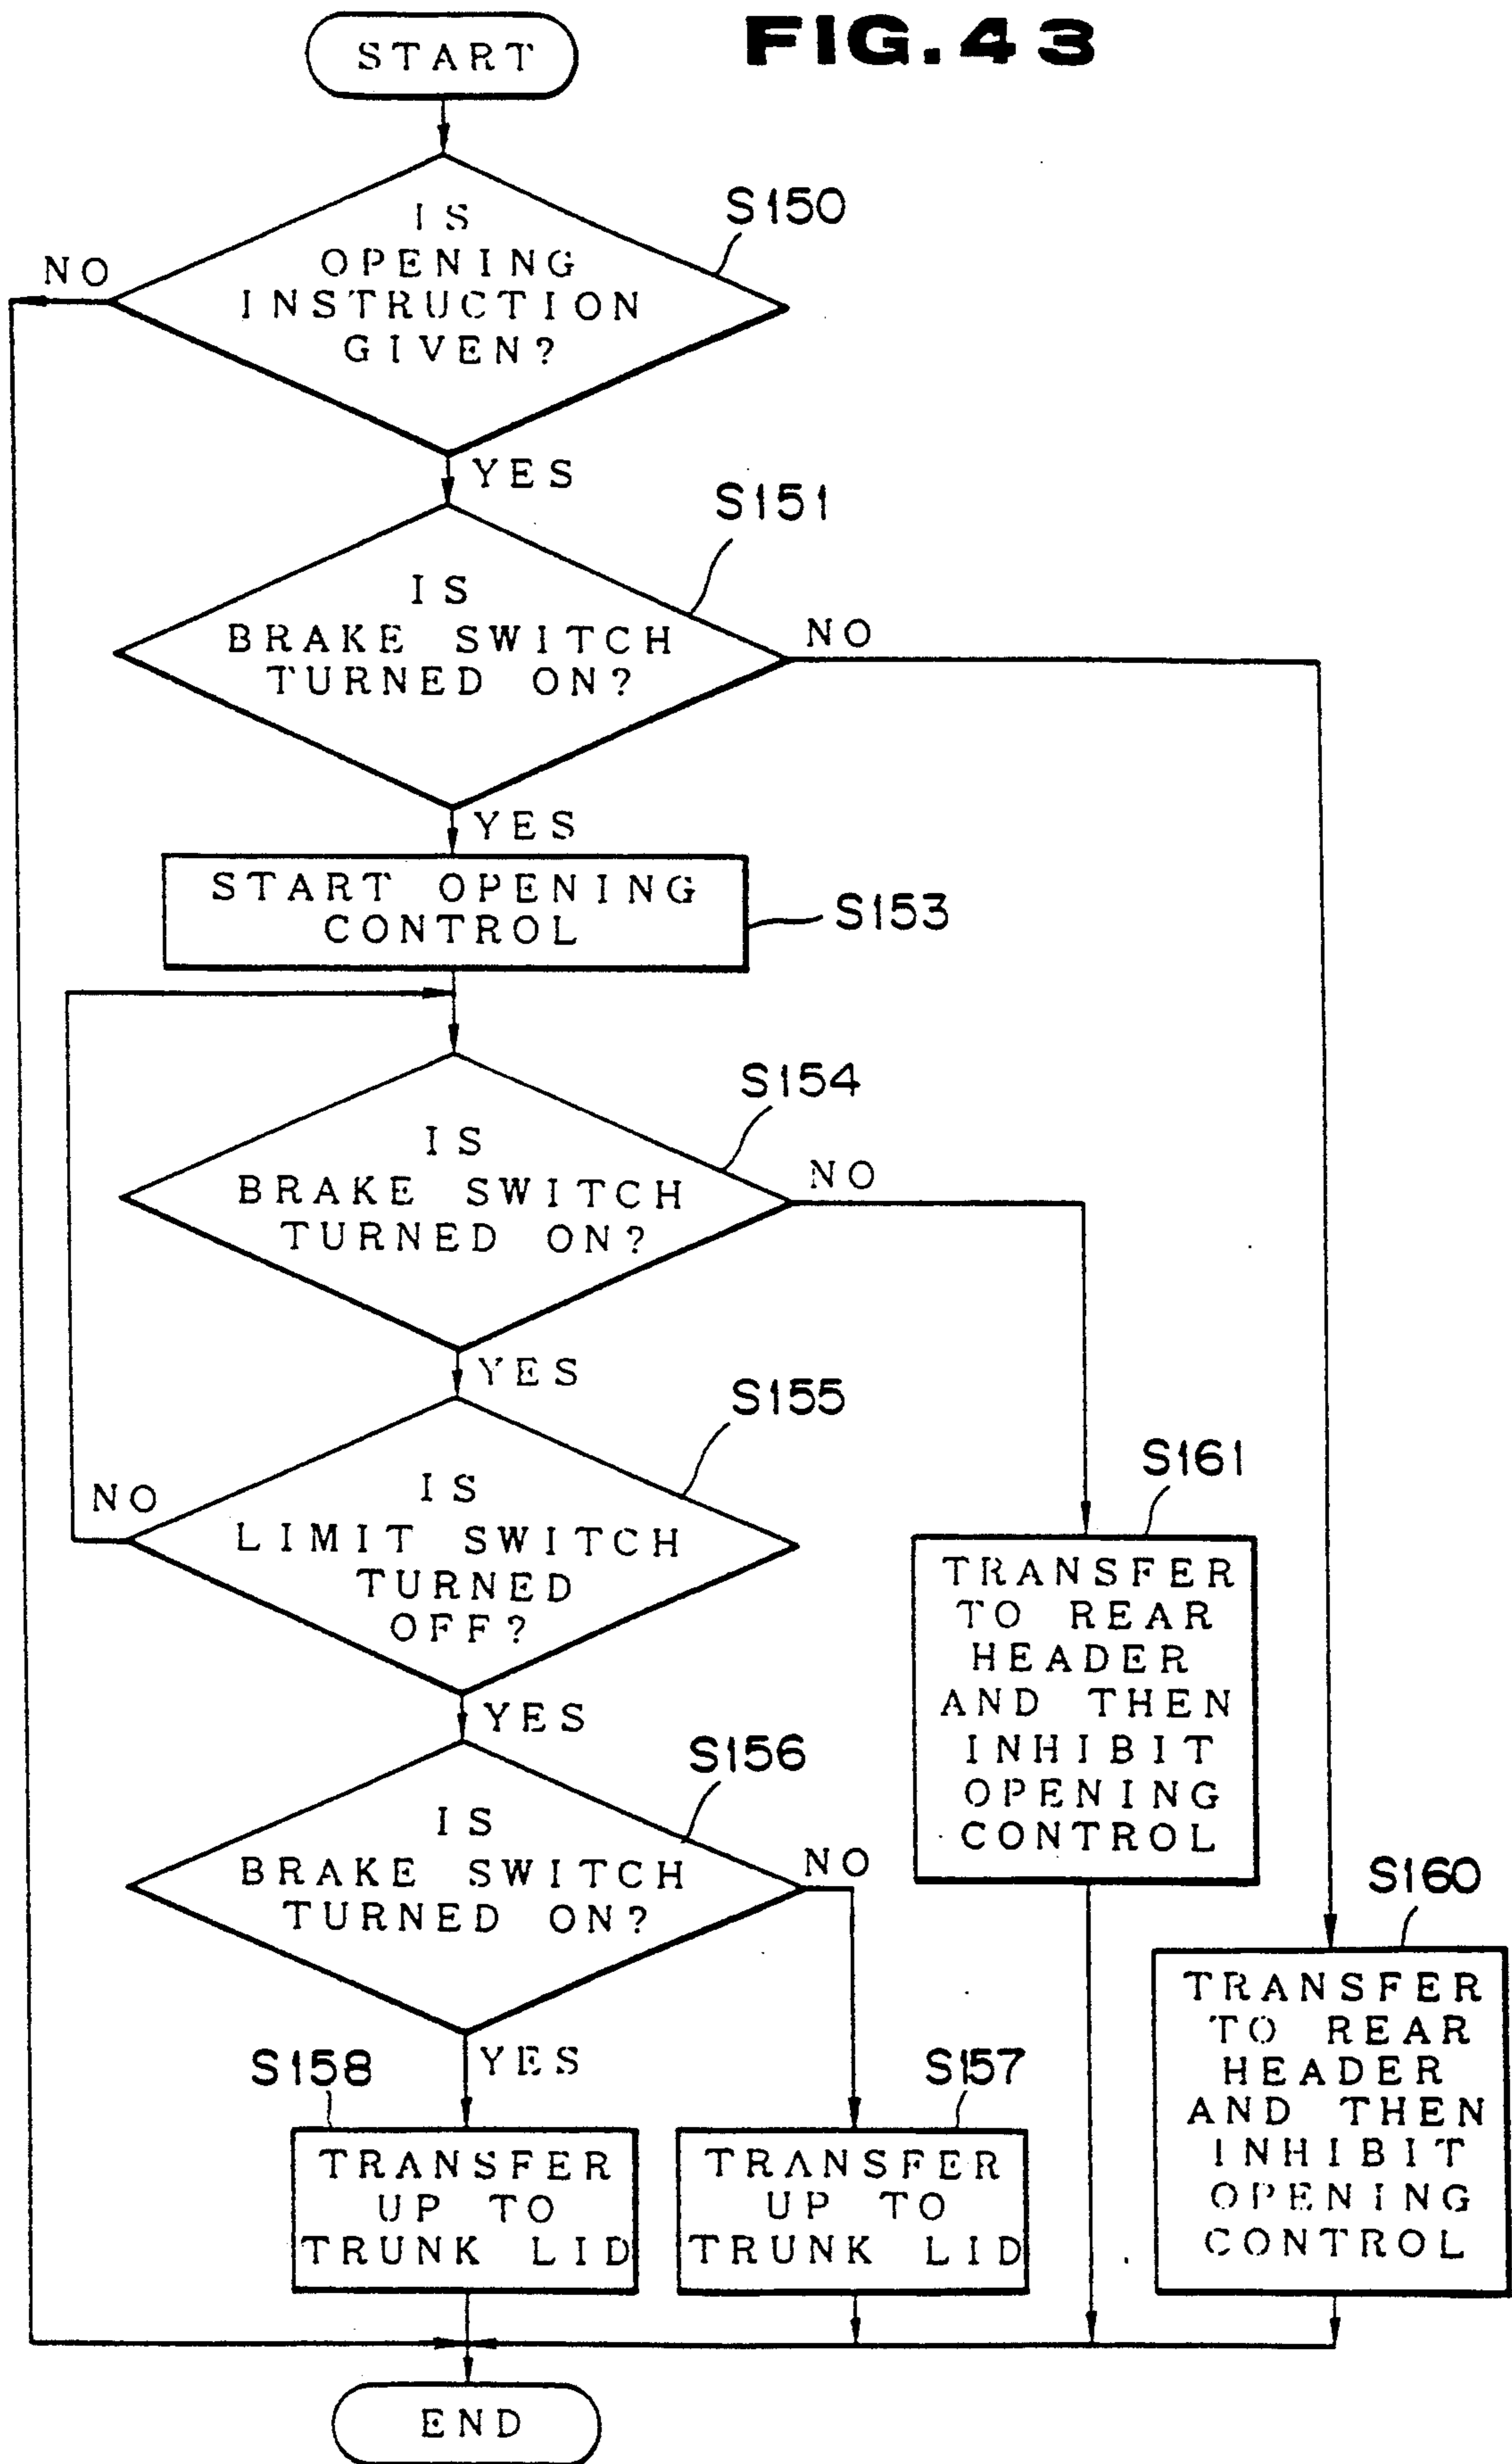 FIG.43
START
S150
IS
OPENING
INSTRUCTION
GIVEN?
NO
YES
S151
IS
BRAKE SWITCH
TURNED ON?
NO
YES
START OPENING
CONTROL
S153
S154
IS
BRAKE SWITCH
TURNED ON?
NO
YES
S155
IS
LIMIT SWITCH
TURNED
OFF?
NO
YES
S161
TRANSFER
TO REAR
HEADER
AND THEN
INHIBIT
OPENING
CONTROL
S156
IS
BRAKE SWITCH
TURNED ON?
NO
YES
S160
TRANSFER
TO REAR
HEADER
AND THEN
INHIBIT
OPENING
CONTROL
S158
TRANSFER
UP TO
TRUNK LID
S157
TRANSFER
UP TO
TRUNK LID
END